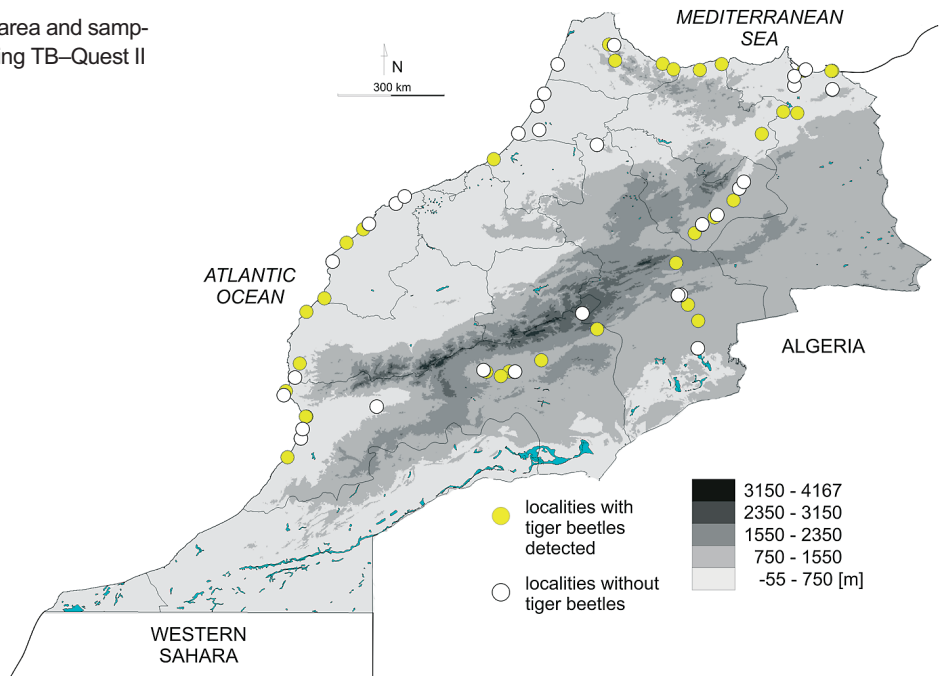 area and samp-
ing TB–Quest II
MEDITERRANEAN
SEA
N
300 km
ATLANTIC
OCEAN
ALGERIA
localities with
tiger beetles
detected
localities without
tiger beetles
3150 - 4167
2350 - 3150
1550 - 2350
750 - 1550
-55 - 750 [m]
WESTERN
SAHARA